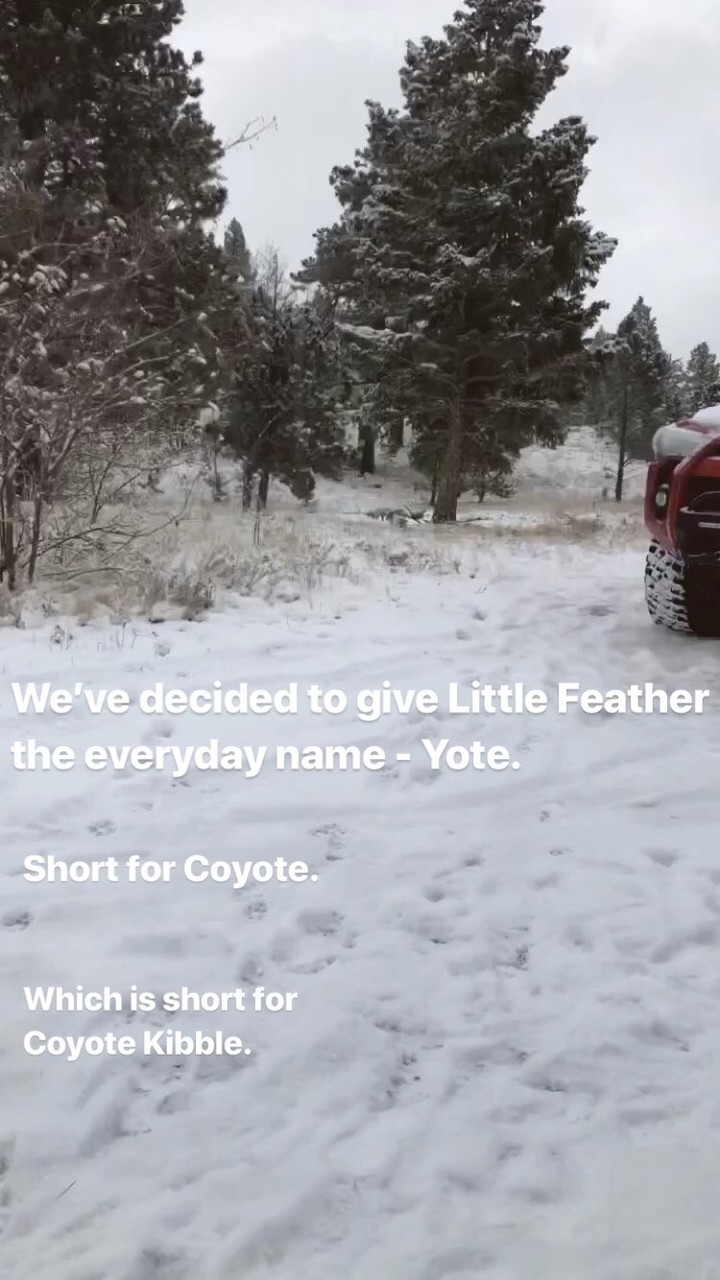 We've decided to give Little Feather
the everyday name - Yote.
Short for Coyote.
Which is short for
Coyote Kibble.